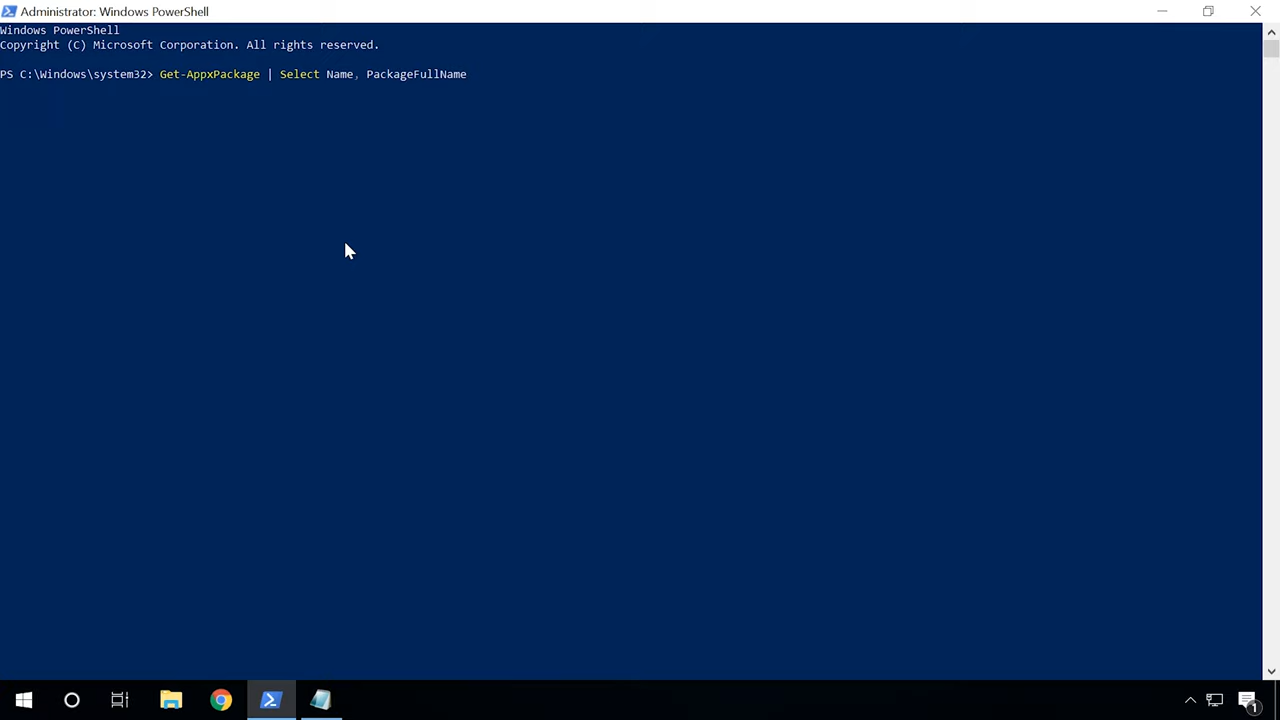 Administrator: Windows PowerShell
Windows PowerShell
Copyright (C) Microsoft Corporation. All rights reserved.
PS C:\Windows\system32> Get-AppxPackage | Select Name, PackageFullName
1